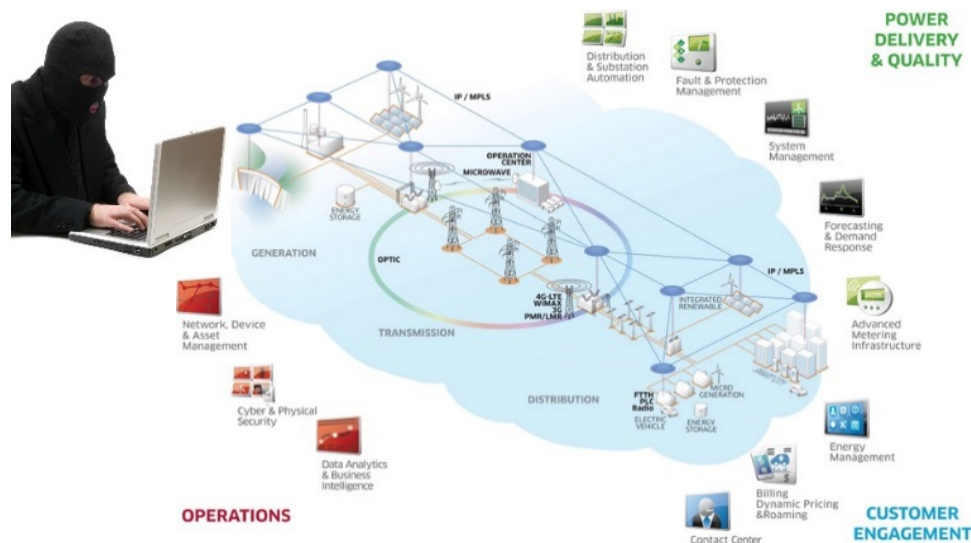 POWER
DELIVERY
& QUALITY
Distribution
& Substation
Automation
Fault & Protection
Management
IP / MPLS
System
Management
OPERATION
CENTER
MICROWAVE
ENERGY
STORAGE
Forecasting
& Demand
Response
GENERATION
OPTIC
IP / MPLS
4G-LTE
WIMAX
3G
PMR/LMR
INTEGRATED
RENEWABLE
Network, Device
& Asset
Management
TRANSMISSION
Advanced
Metering
Infrastructure
Cyber & Physical
Security
DISTRIBUTION
FTTH
PLC
Radio
MICRO
GENERATION
ELECTRIC
VEHICLE
ENERGY
STORAGE
Energy
Management
Data Analytics
& Business
Intelligence
Billing
Dynamic Pricing
&Roaming
OPERATIONS
Contact Center
CUSTOMER
ENGAGEMENT